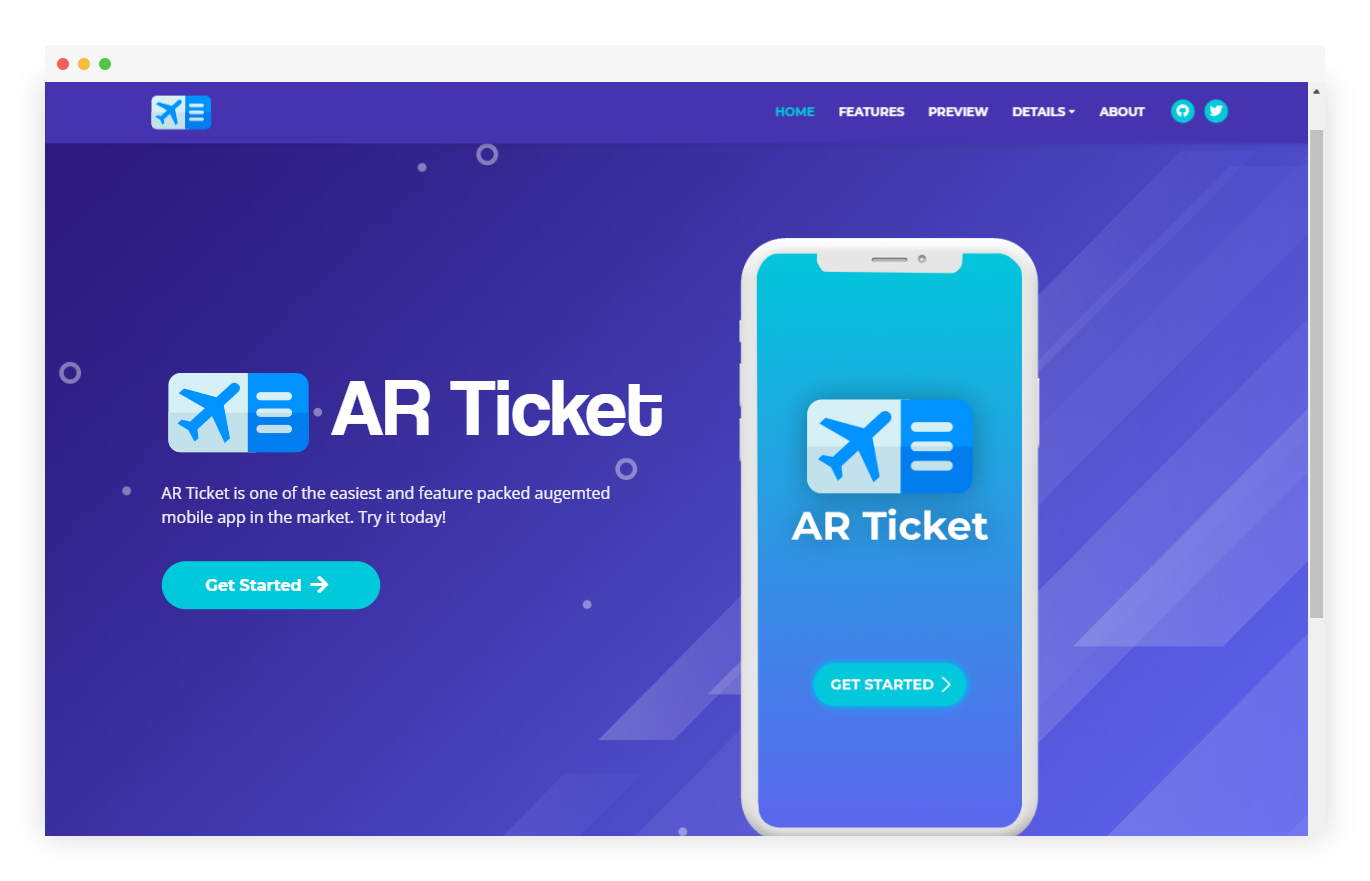 HOME FEATURES PREVIEW DETAILS ABOUT
AR Ticket
AR Ticket is one of the easiest and feature packed augemted
mobile app in the market. Try it today!
Get Started
AR Ticket
GET STARTED